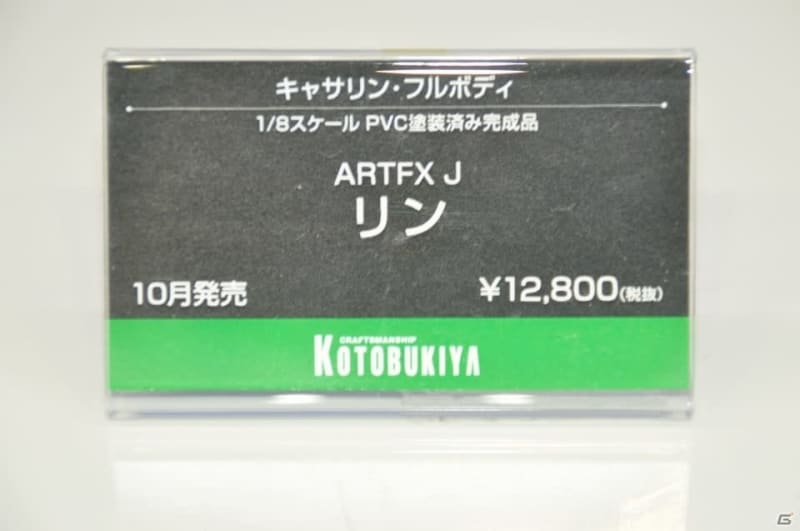 キャサリン・フルボディ
1/8スケール PVC塗装済み完成品
ARTFX J
リン
10月発売 ¥12,800(税抜)
CRAFTSMANSHIP
KOTOBUKIYA